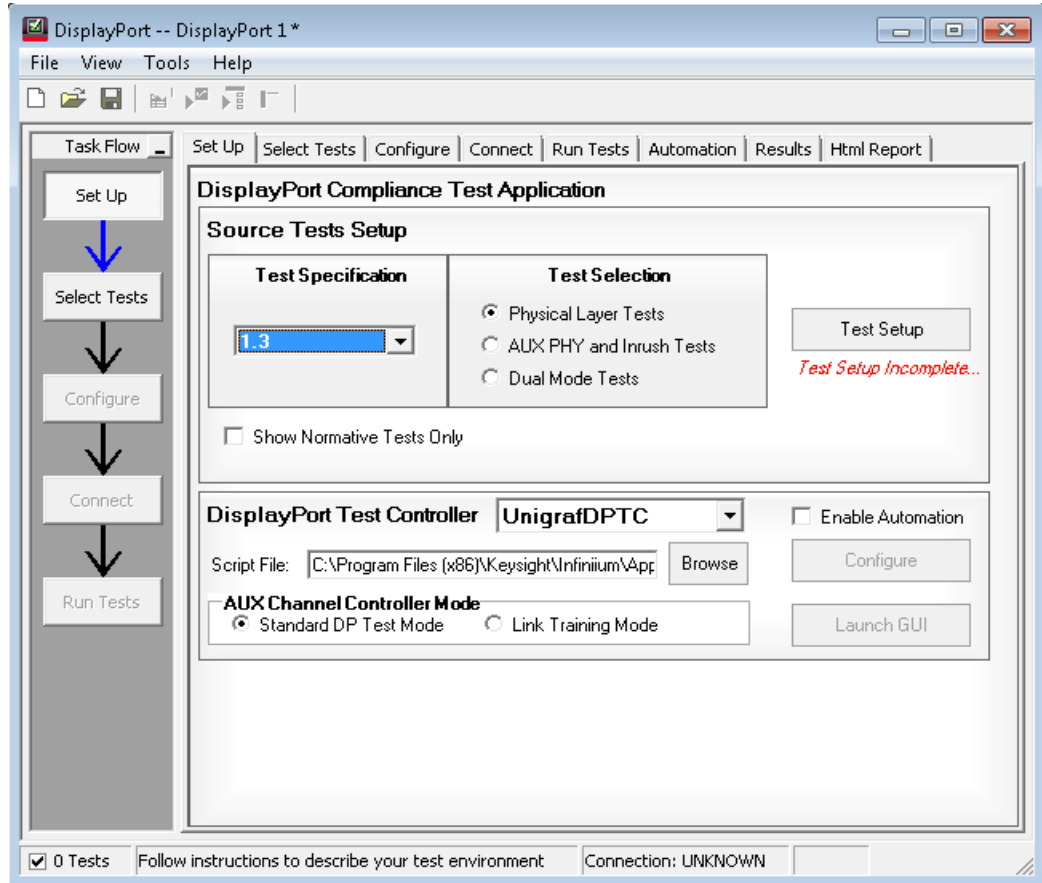 DisplayPort -- DisplayPort 1 *
File View Tools Help
Task Flow
Set Up
Select Tests
Configure
Connect
Run Tests
Set Up Select Tests Configure Connect Run Tests Automation Results Html Report
DisplayPort Compliance Test Application
Source Tests Setup
Test Specification
1.3
Test Selection
Physical Layer Tests
AUX PHY and Inrush Tests
Dual Mode Tests
Test Setup
Test Setup Incomplete...
Show Normative Tests Only
DisplayPort Test Controller UnigrafDPTC Enable Automation
Script File: C:\Program Files (x86)\Keysight\Infiniium\App Browse Configure
AUX Channel Controller Mode
Standard DP Test Mode Link Training Mode Launch GUI
0 Tests Follow instructions to describe your test environment Connection: UNKNOWN